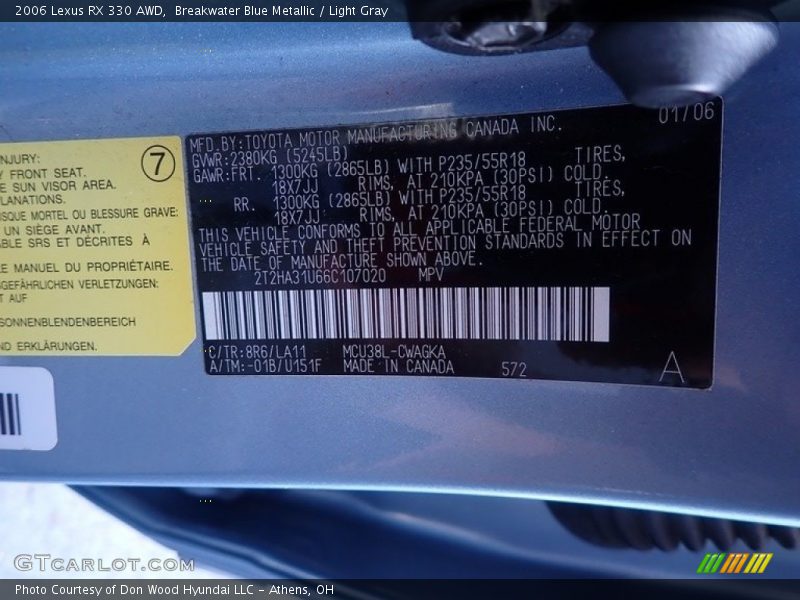 2006 Lexus RX 330 AWD, Breakwater Blue Metallic / Light Gray
NJURY:
7
Y FRONT SEAT.
E SUN VISOR AREA.
LANATIONS.
ISQUE MORTEL OU BLESSURE GRAVE:
UN SIÈGE AVANT.
BLE SRS ET DÉCRITES À
E MANUEL DU PROPRIÉTAIRE.
GEFÄHRLICHEN VERLETZUNGEN:
T AUF
SONNENBLENDENBEREICH
ND ERKLÄRUNGEN.
01/06
MFD.BY:TOYOTA MOTOR MANUFACTURING CANADA INC.
GVWR:2380KG (5245LB)
GAWR:FRT. 1300KG (2865LB) WITH P235/55R18 TIRES,
18X7JJ RIMS, AT 210KPA (30PSI) COLD.
RR. 1300KG (2865LB) WITH P235/55R18 TIRES,
18X7JJ RIMS, AT 210KPA (30PSI) COLD.
THIS VEHICLE CONFORMS TO ALL APPLICABLE FEDERAL MOTOR
VEHICLE SAFETY AND THEFT PREVENTION STANDARDS IN EFFECT ON
THE DATE OF MANUFACTURE SHOWN ABOVE.
2T2HA31U66C107020 MPV
C/TR:8R6/LA11 MCU38L-CWAGKA
A/TM:-01B/U151F MADE IN CANADA 572 A
GTcarlot.com
Photo Courtesy of Don Wood Hyundai LLC - Athens, OH